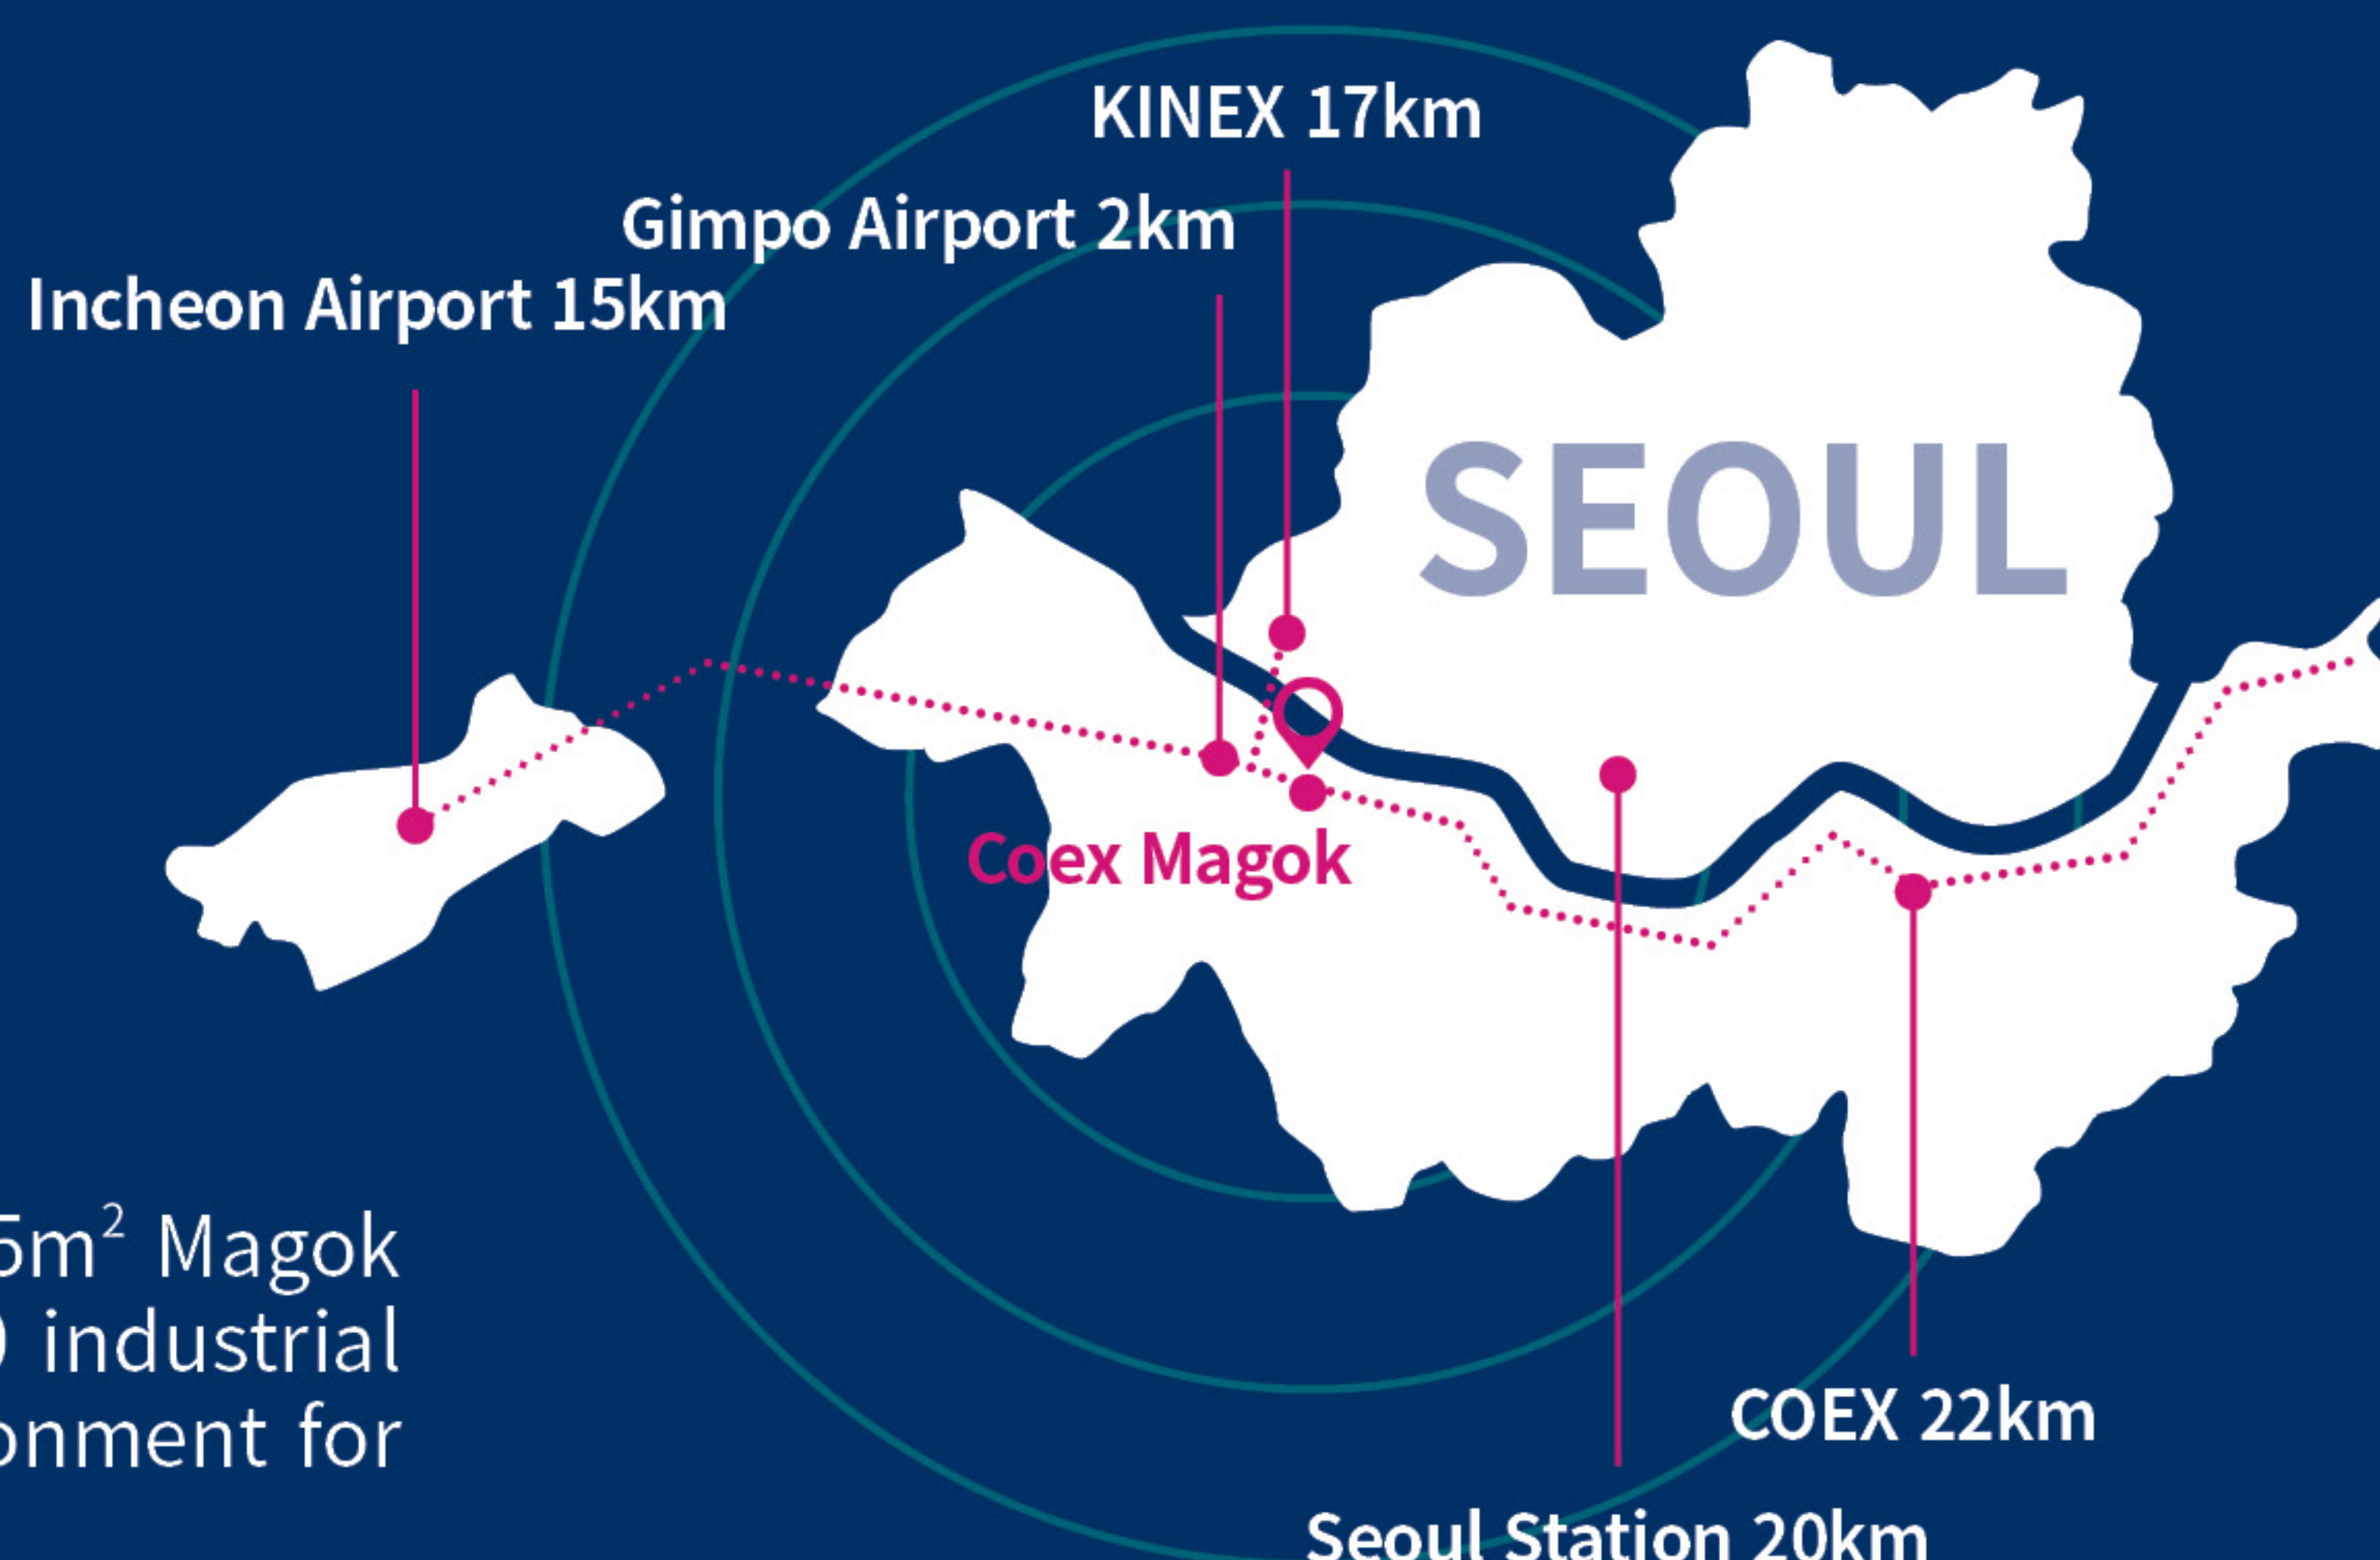 KINEX 17km
Gimpo Airport 2km
Incheon Airport 15km
SEOUL
Coex Magok
5m² Magok
industrial
for
COEX 22km
Seoul Station 20km